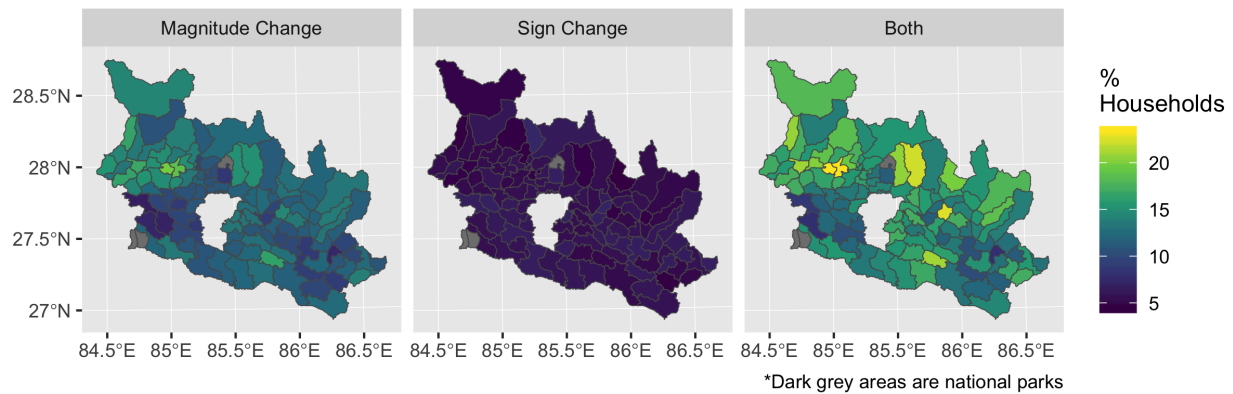 Magnitude Change
Sign Change
Both
28.5°N
28°N
27.5°N
27°N
84.5°E 85°E 85.5°E 86°E 86.5°E
84.5°E 85°E 85.5°E 86°E 86.5°E
84.5°E 85°E 85.5°E 86°E 86.5°E
%
Households
20
15
10
5
*Dark grey areas are national parks